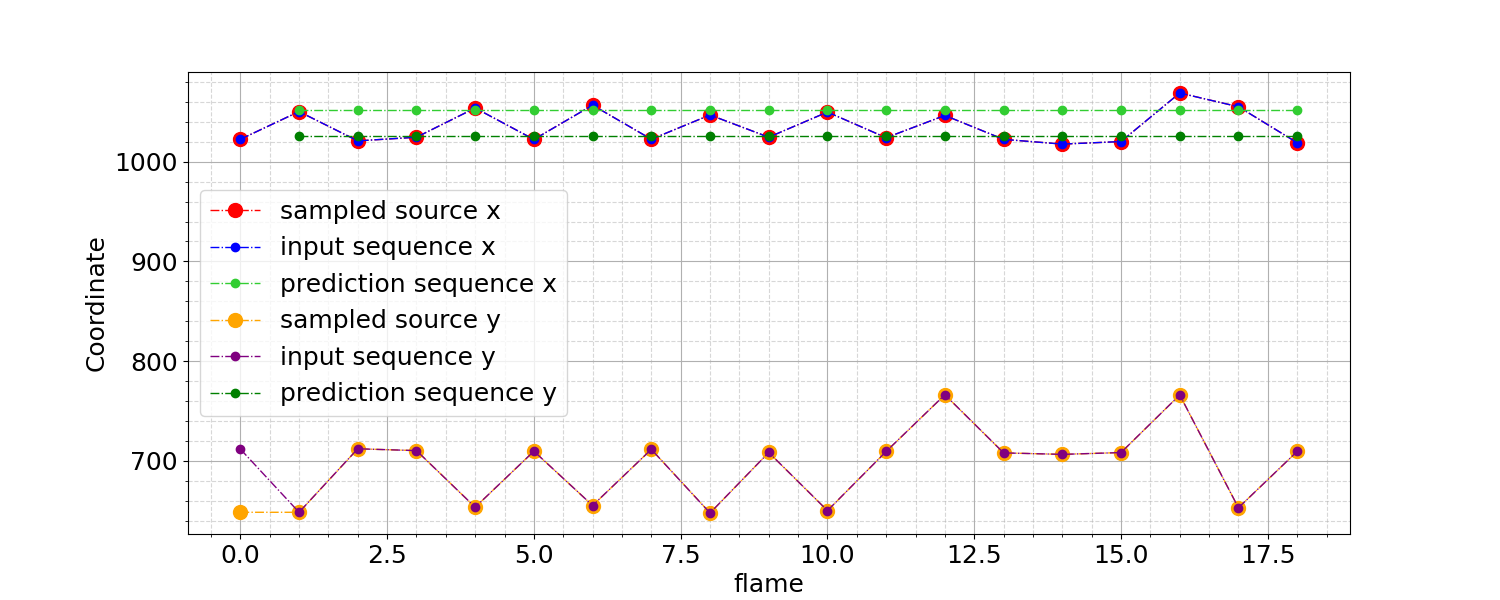 1000
900
800
700
Coordinate
sampled source x
input sequence x
prediction sequence x
sampled source y
input sequence y
prediction sequence y
0.0 2.5 5.0 7.5 10.0 12.5 15.0 17.5
flame